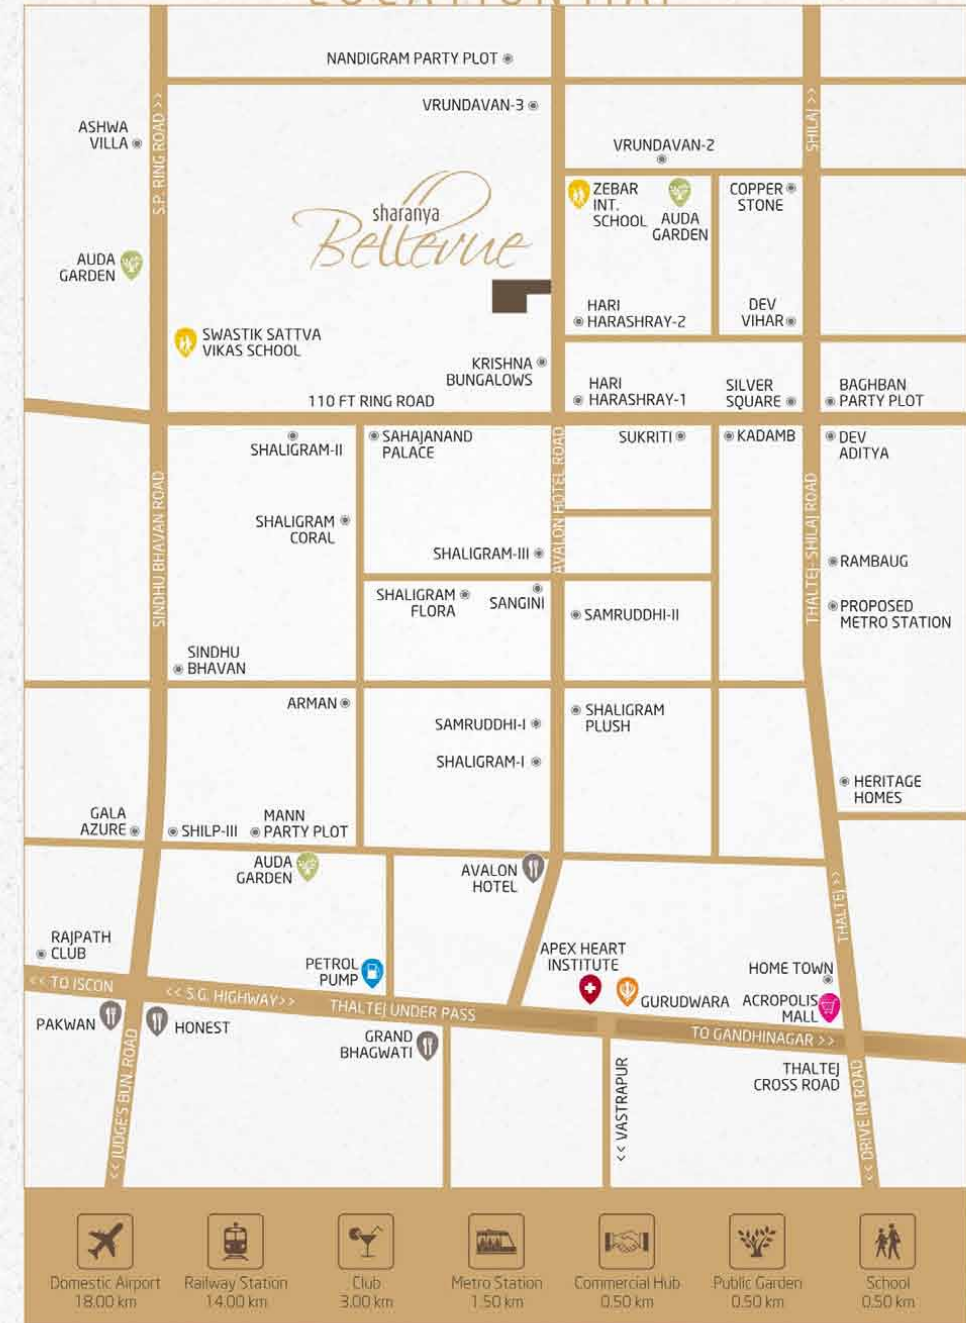 LOCATION MAP
NANDIGRAM PARTY PLOT
VRUNDAVAN-3
ASHWA
VILLA
S.P. RING ROAD >>
SHILAJ >>
VRUNDAVAN-2
ZEBAR
INT.
SCHOOL
AUDA
GARDEN
COPPER
STONE
sharanya
Bellevue
AUDA
GARDEN
HARI
HARASHRAY-2
DEV
VIHAR
SWASTIK SATTVA
VIKAS SCHOOL
KRISHNA
BUNGALOWS
HARI
HARASHRAY-1
SILVER
SQUARE
BAGHBAN
PARTY PLOT
110 FT RING ROAD
SHALIGRAM-II
SAHAJANAND
PALACE
AVALON HOTEL ROAD
SUKRITI
KADAMB
DEV
ADITYA
SINDHU BHAVAN ROAD
THALTEJ- SHILAJ ROAD
SHALIGRAM
CORAL
SHALIGRAM-III
RAMBAUG
SHALIGRAM
FLORA
SANGINI
SAMRUDDHI-II
PROPOSED
METRO STATION
SINDHU
BHAVAN
ARMAN
SAMRUDDHI-I
SHALIGRAM
PLUSH
SHALIGRAM-I
HERITAGE
HOMES
GALA
AZURE
SHILP-III
MANN
PARTY PLOT
AUDA
GARDEN
AVALON
HOTEL
THALTEJ >>
RAJPATH
CLUB
PETROL
PUMP
APEX HEART
INSTITUTE
GURUDWARA
HOME TOWN
ACROPOLIS
MALL
<< TO ISCON
<< S.G. HIGHWAY>>
THALTEJ UNDER PASS
TO GANDHINAGAR >>
PAKWAN
HONEST
GRAND
BHAGWATI
THALTEJ
CROSS ROAD
<< JUDGE'S BUN. ROAD
<< VASTRAPUR
<< DRIVE IN ROAD
Domestic Airport
18.00 km
Railway Station
14.00 km
Club
3.00 km
Metro Station
1.50 km
Commercial Hub
0.50 km
Public Garden
0.50 km
School
0.50 km